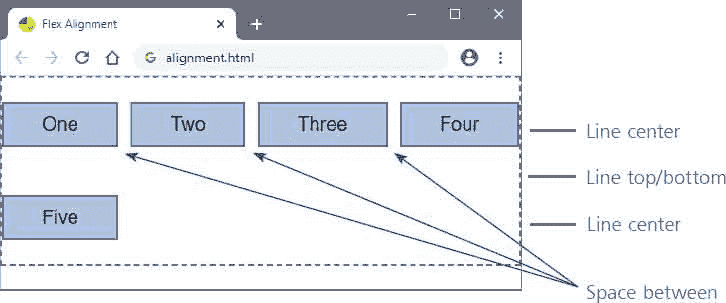 Flex Alignment
alignment.html
One Two Three Four
Line center
Line top/bottom
Five
Line center
Space between